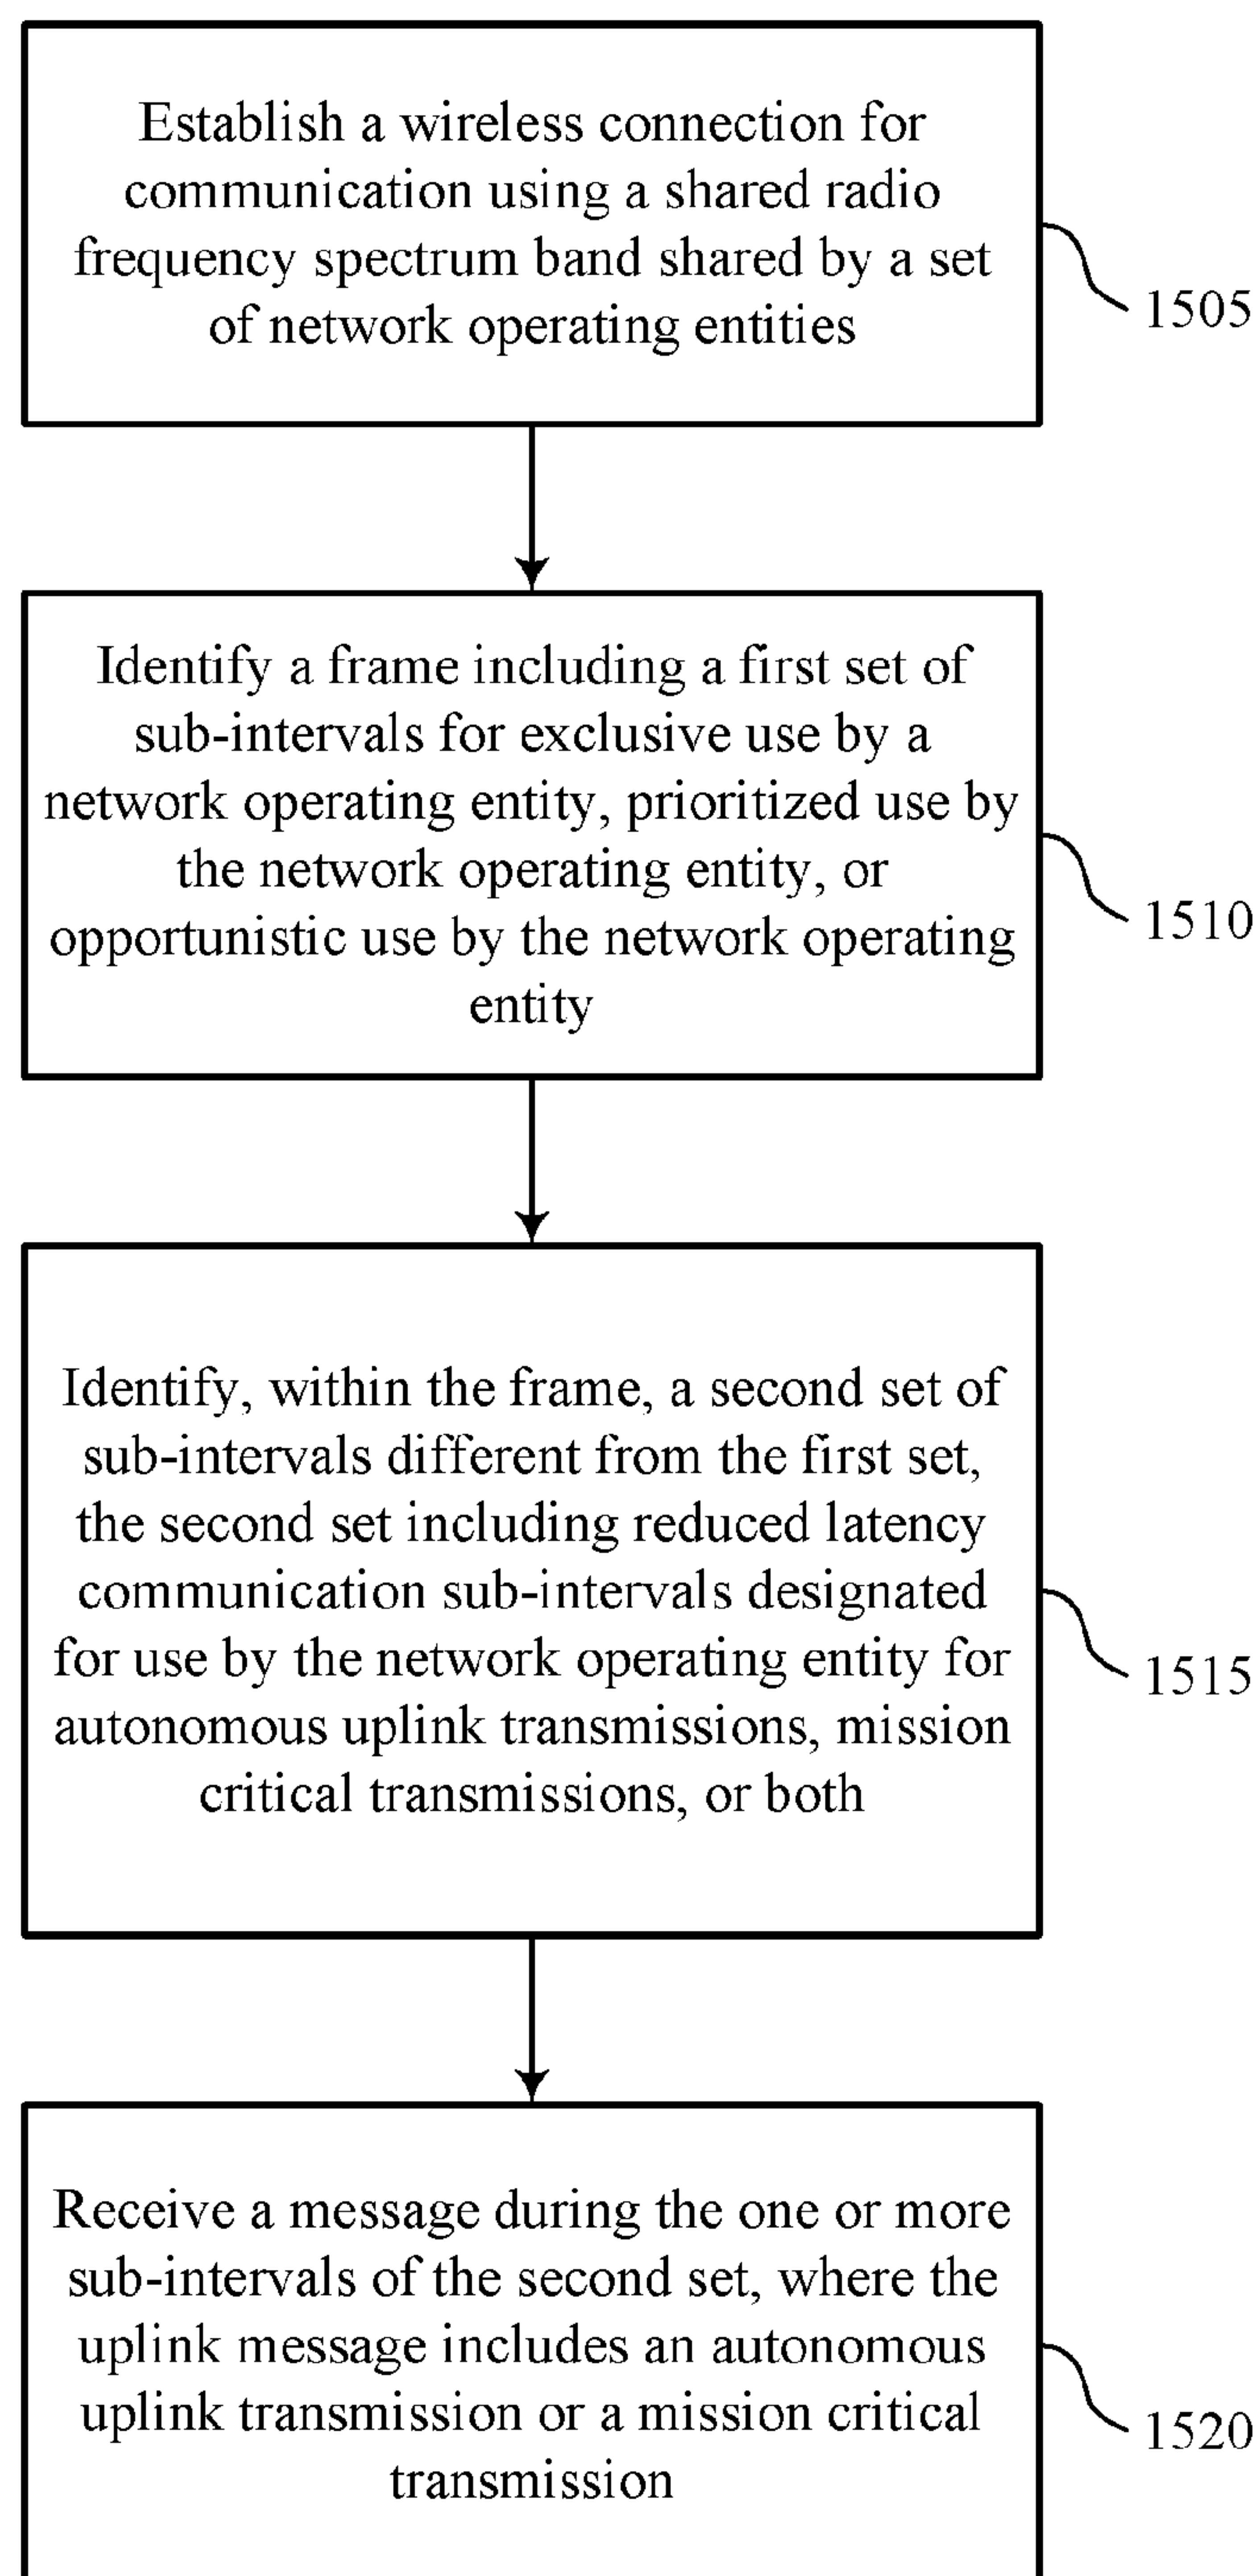 Establish a wireless connection for
communication using a shared radio
frequency spectrum band shared by a set
of network operating entities
1505
Identify a frame including a first set of
sub-intervals for exclusive use by a
network operating entity, prioritized use by
the network operating entity, or
opportunistic use by the network operating
entity
1510
Identify, within the frame, a second set of
sub-intervals different from the first set,
the second set including reduced latency
communication sub-intervals designated
for use by the network operating entity for
autonomous uplink transmissions, mission
critical transmissions, or both
1515
Receive a message during the one or more
sub-intervals of the second set, where the
uplink message includes an autonomous
uplink transmission or a mission critical
transmission
1520